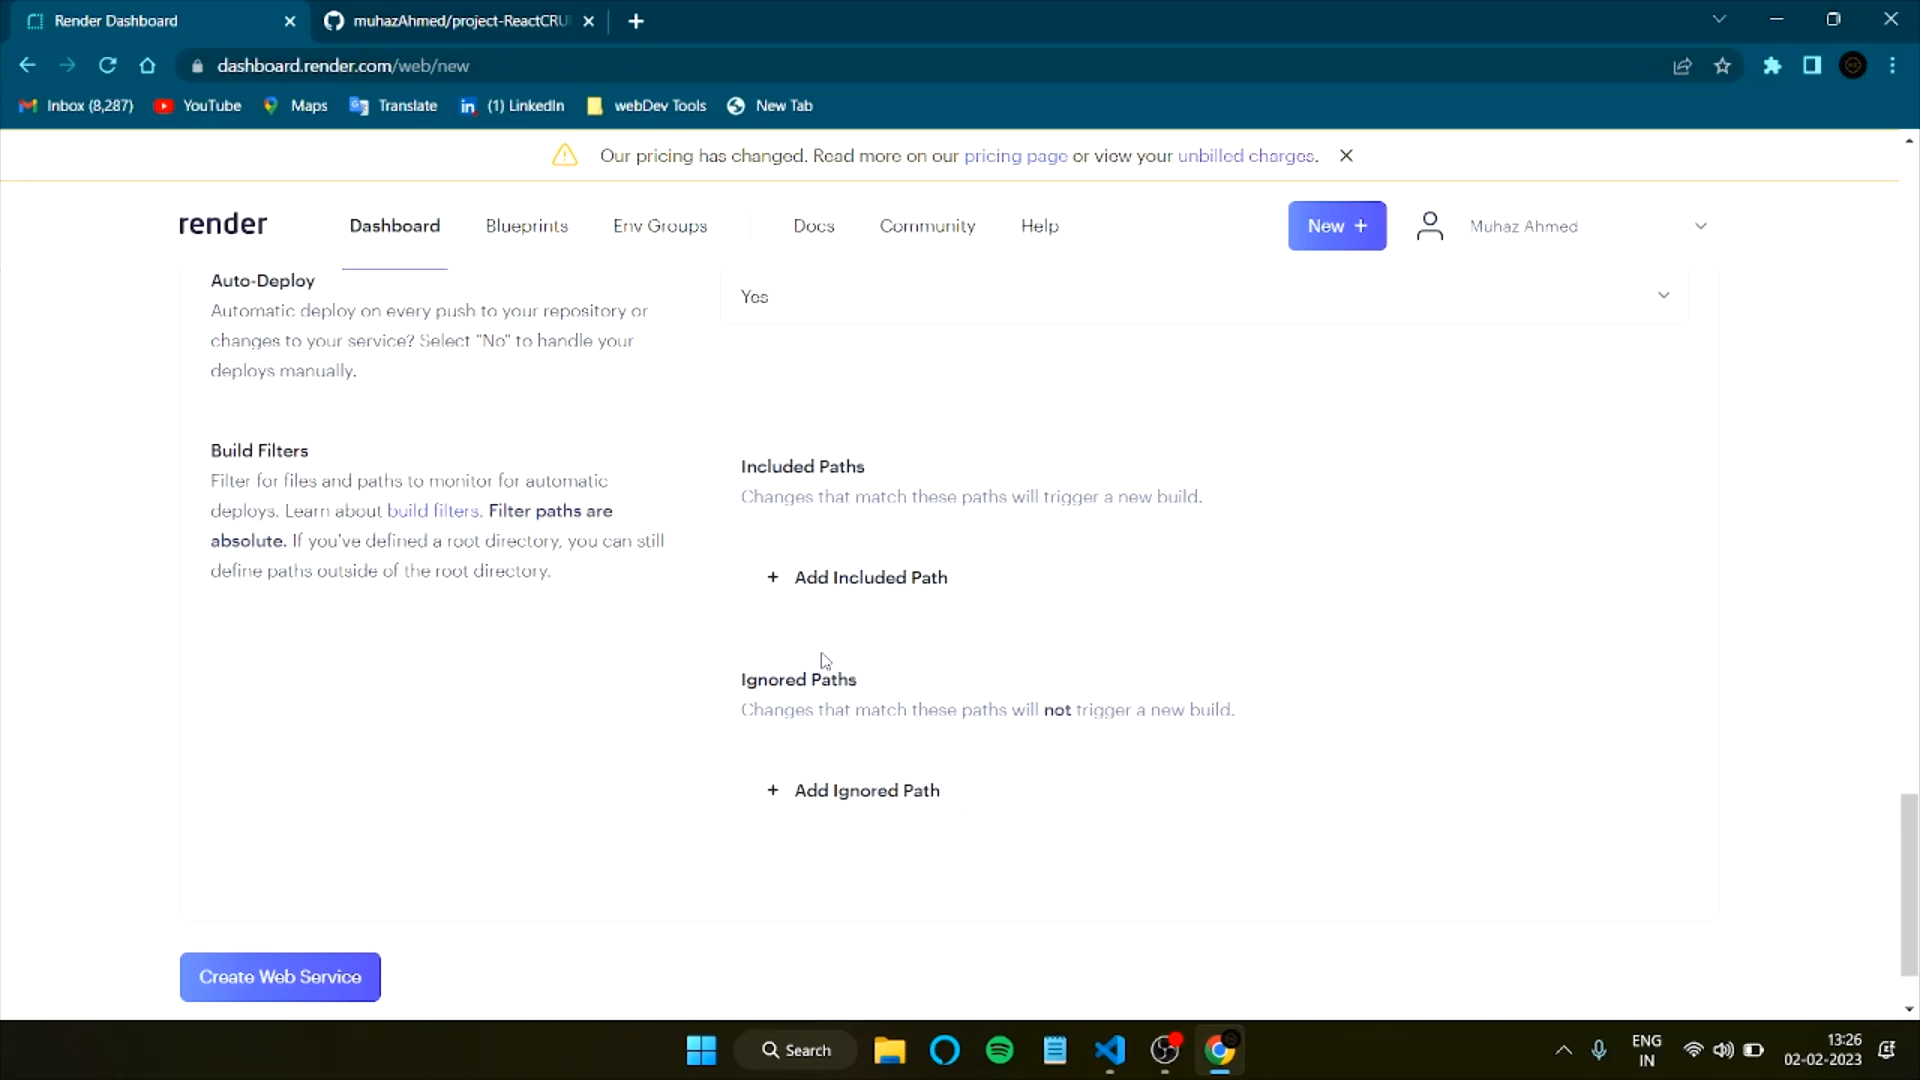 Render Dashboard
muhazAhmed/project-ReactCRU
dashboard.render.com/web/new
Inbox (8,287)
YouTube
Maps
Translate
(1) LinkedIn
webDev Tools
New Tab
Our pricing has changed. Read more on our pricing page or view your unbilled charges.
render
Dashboard
Blueprints
Env Groups
Docs
Community
Help
New +
Muhaz Ahmed
Auto-Deploy
Automatic deploy on every push to your repository or
changes to your service? Select "No" to handle your
deploys manually.
Yes
Build Filters
Filter for files and paths to monitor for automatic
deploys. Learn about build filters. Filter paths are
absolute. If you've defined a root directory, you can still
define paths outside of the root directory.
Included Paths
Changes that match these paths will trigger a new build.
+ Add Included Path
Ignored Paths
Changes that match these paths will not trigger a new build.
+ Add Ignored Path
Create Web Service
Search
ENG
IN
13:26
02-02-2023